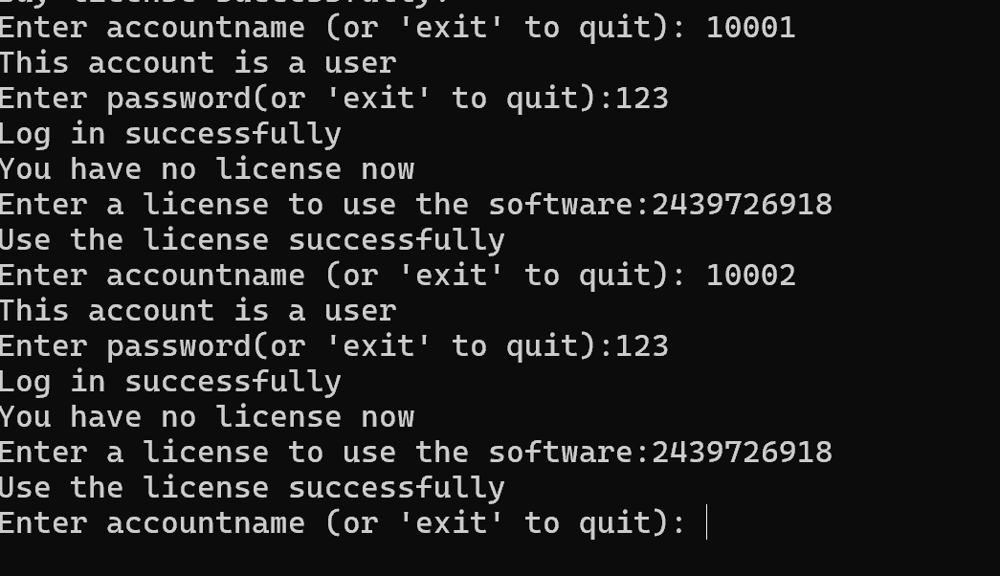 Buy license successfully!
Enter accountname (or 'exit' to quit): 10001
This account is a user
Enter password(or 'exit' to quit):123
Log in successfully
You have no license now
Enter a license to use the software:2439726918
Use the license successfully
Enter accountname (or 'exit' to quit): 10002
This account is a user
Enter password(or 'exit' to quit):123
Log in successfully
You have no license now
Enter a license to use the software:2439726918
Use the license successfully
Enter accountname (or 'exit' to quit):